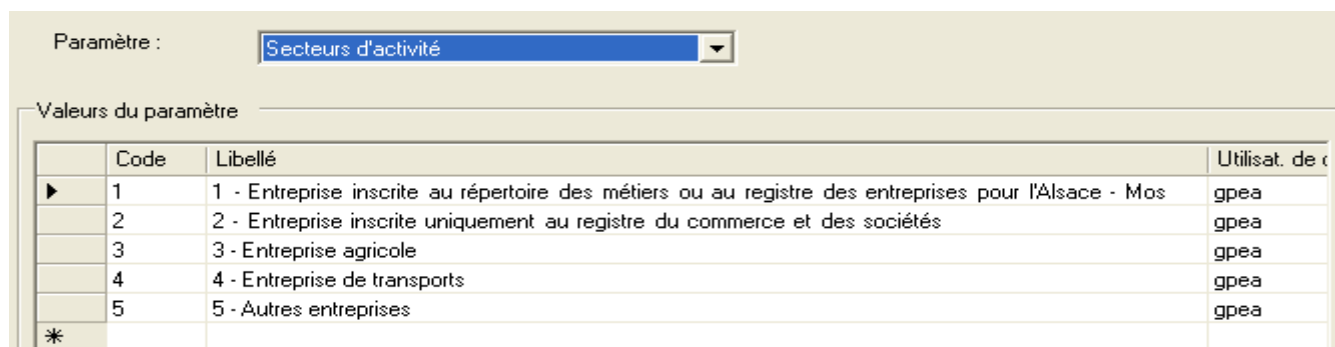 Paramètre : Secteurs d'activité
Valeurs du paramètre
Code Libellé Utilisat. de
1 1 - Entreprise inscrite au répertoire des métiers ou au registre des entreprises pour l'Alsace - Mos gpea
2 2 - Entreprise inscrite uniquement au registre du commerce et des sociétés gpea
3 3 - Entreprise agricole gpea
4 4 - Entreprise de transports gpea
5 5 - Autres entreprises gpea